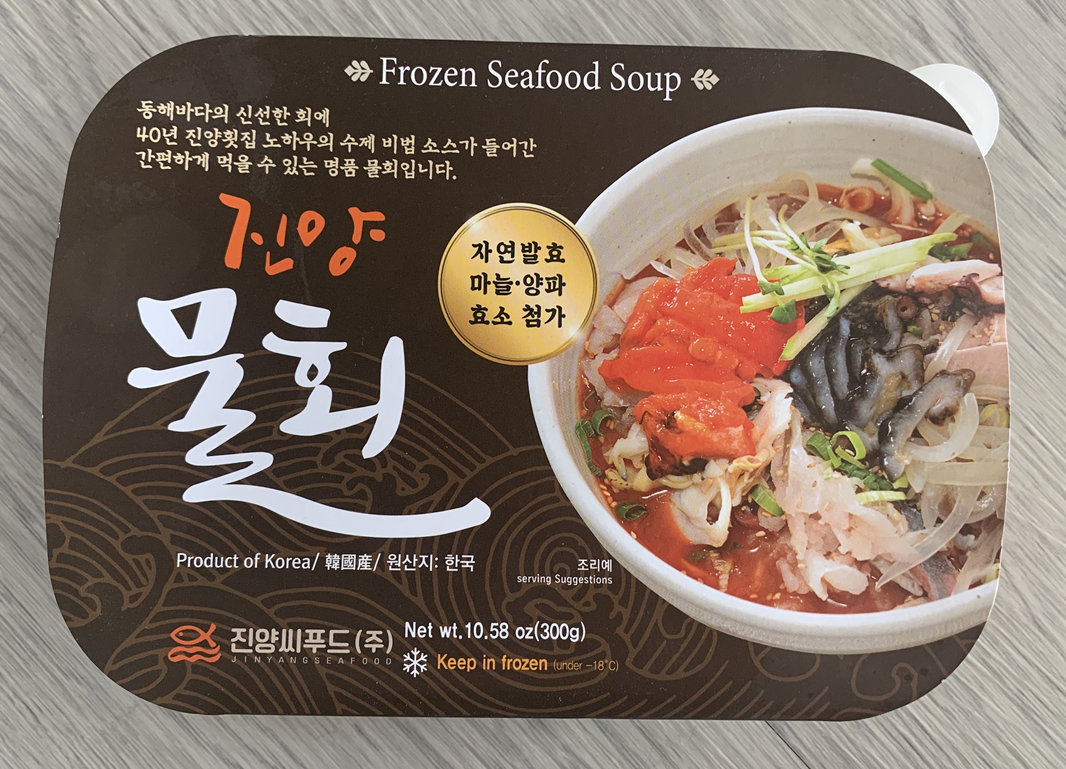 Frozen Seafood Soup
동해바다의 신선한 회에
40년 진양횟집 노하우의 수제 비법 소스가 들어간
간편하게 먹을 수 있는 명품 물회입니다.
진양
물회
자연발효
마늘·양파
효소 첨가
Product of Korea/ 韓國產/ 원산지: 한국
조리예
serving Suggestions
진양씨푸드(주)
JINYANGSEAFOOD
Net wt.10.58 oz(300g)
Keep in frozen (under -18°C)